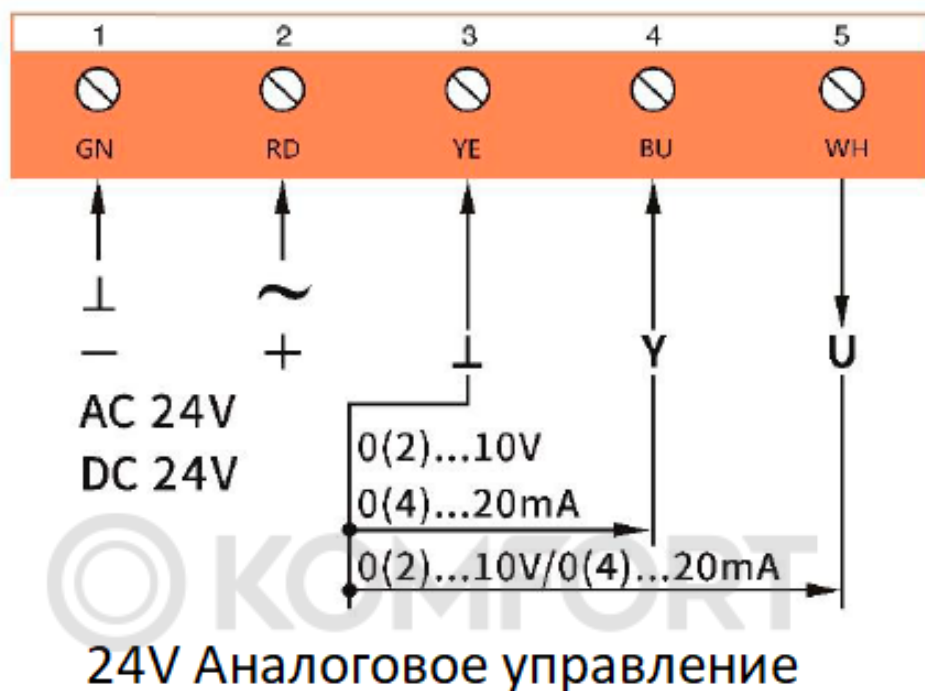 1 2 3 4 5
GN RD YE BU WH
⊥ ~
− + ⊥ Y U
AC 24V
DC 24V
0(2)...10V
0(4)...20mA
0(2)...10V/0(4)...20mA
KOMFORT
24V Аналоговое управление